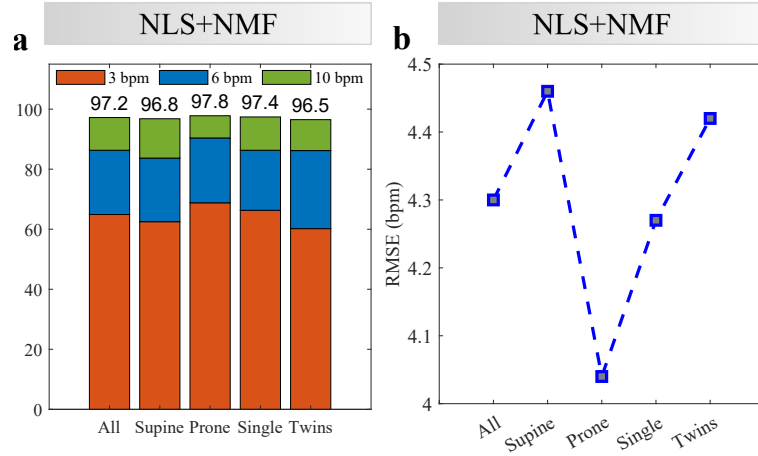 NLS+NMF
a
3 bpm 6 bpm 10 bpm
97.2 96.8 97.8 97.4 96.5
100
80
60
40
20
0
All Supine Prone Single Twins
NLS+NMF
b
4.5
4.4
4.3
4.2
4.1
4
RMSE (bpm)
All Supine Prone Single Twins